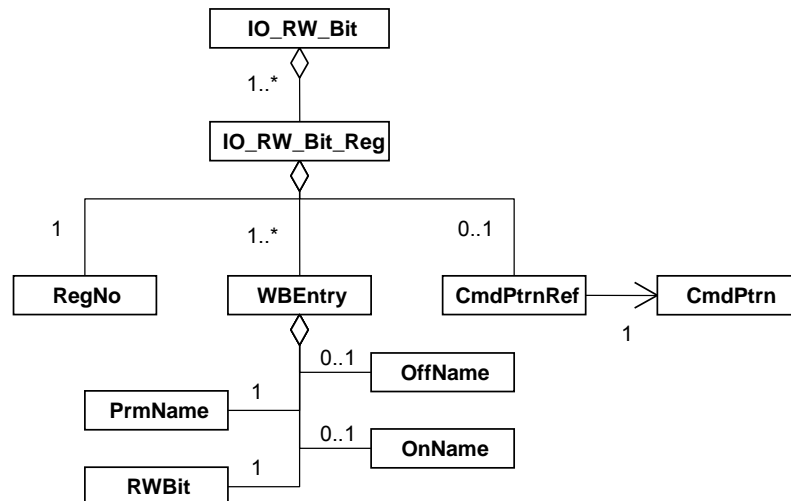 IO_RW_Bit
1..*
IO_RW_Bit_Reg
1
1..*
0..1
RegNo
WBEntry
CmdPtrnRef
CmdPtrn
1
0..1
OffName
1
PrmName
0..1
OnName
1
RWBit